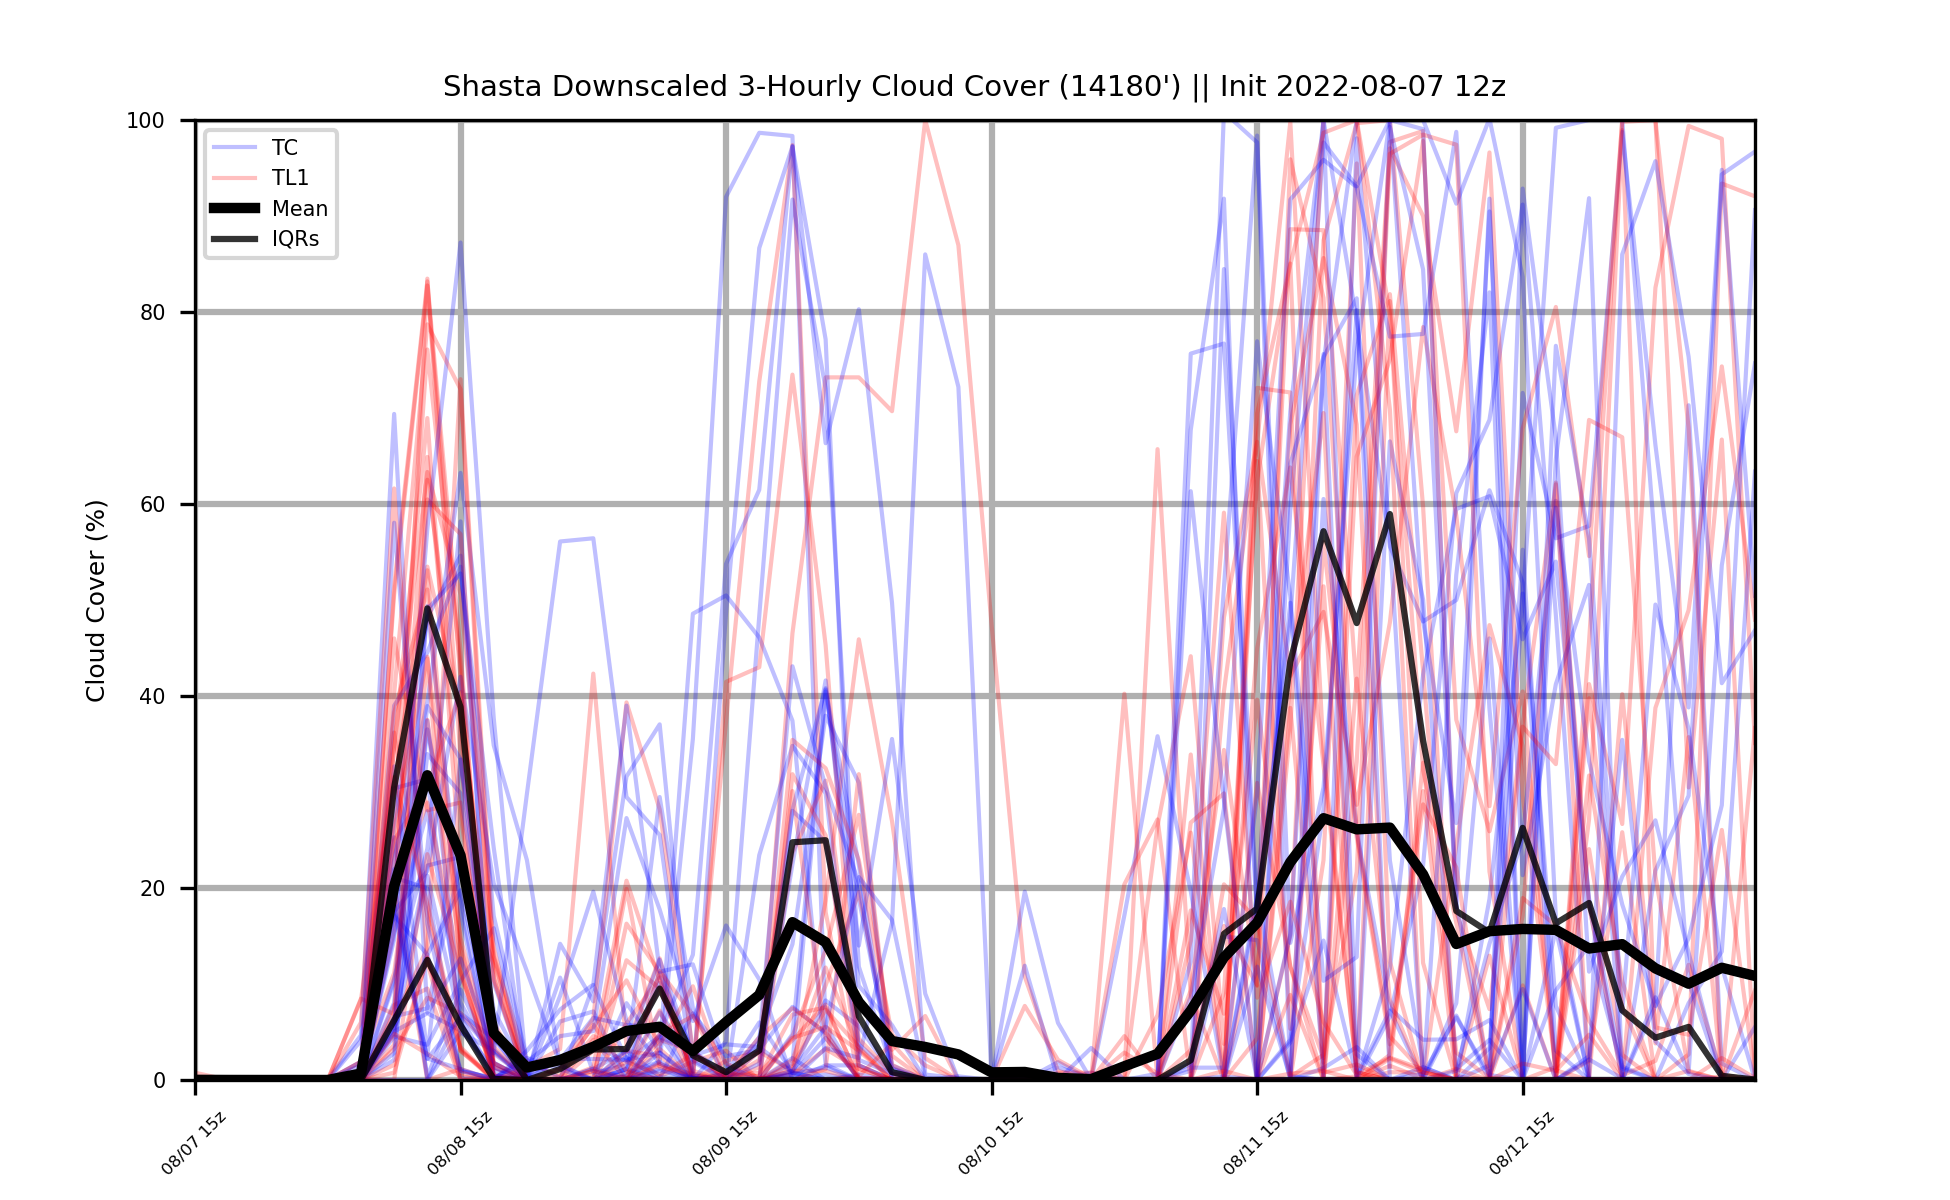 Shasta Downscaled 3-Hourly Cloud Cover (14180') || Init 2022-08-07 12z
TC
TL1
Mean
IQRs
Cloud Cover (%)
100
80
60
40
20
0
08/07 15z
08/08 15z
08/09 15z
08/10 15z
08/11 15z
08/12 15z